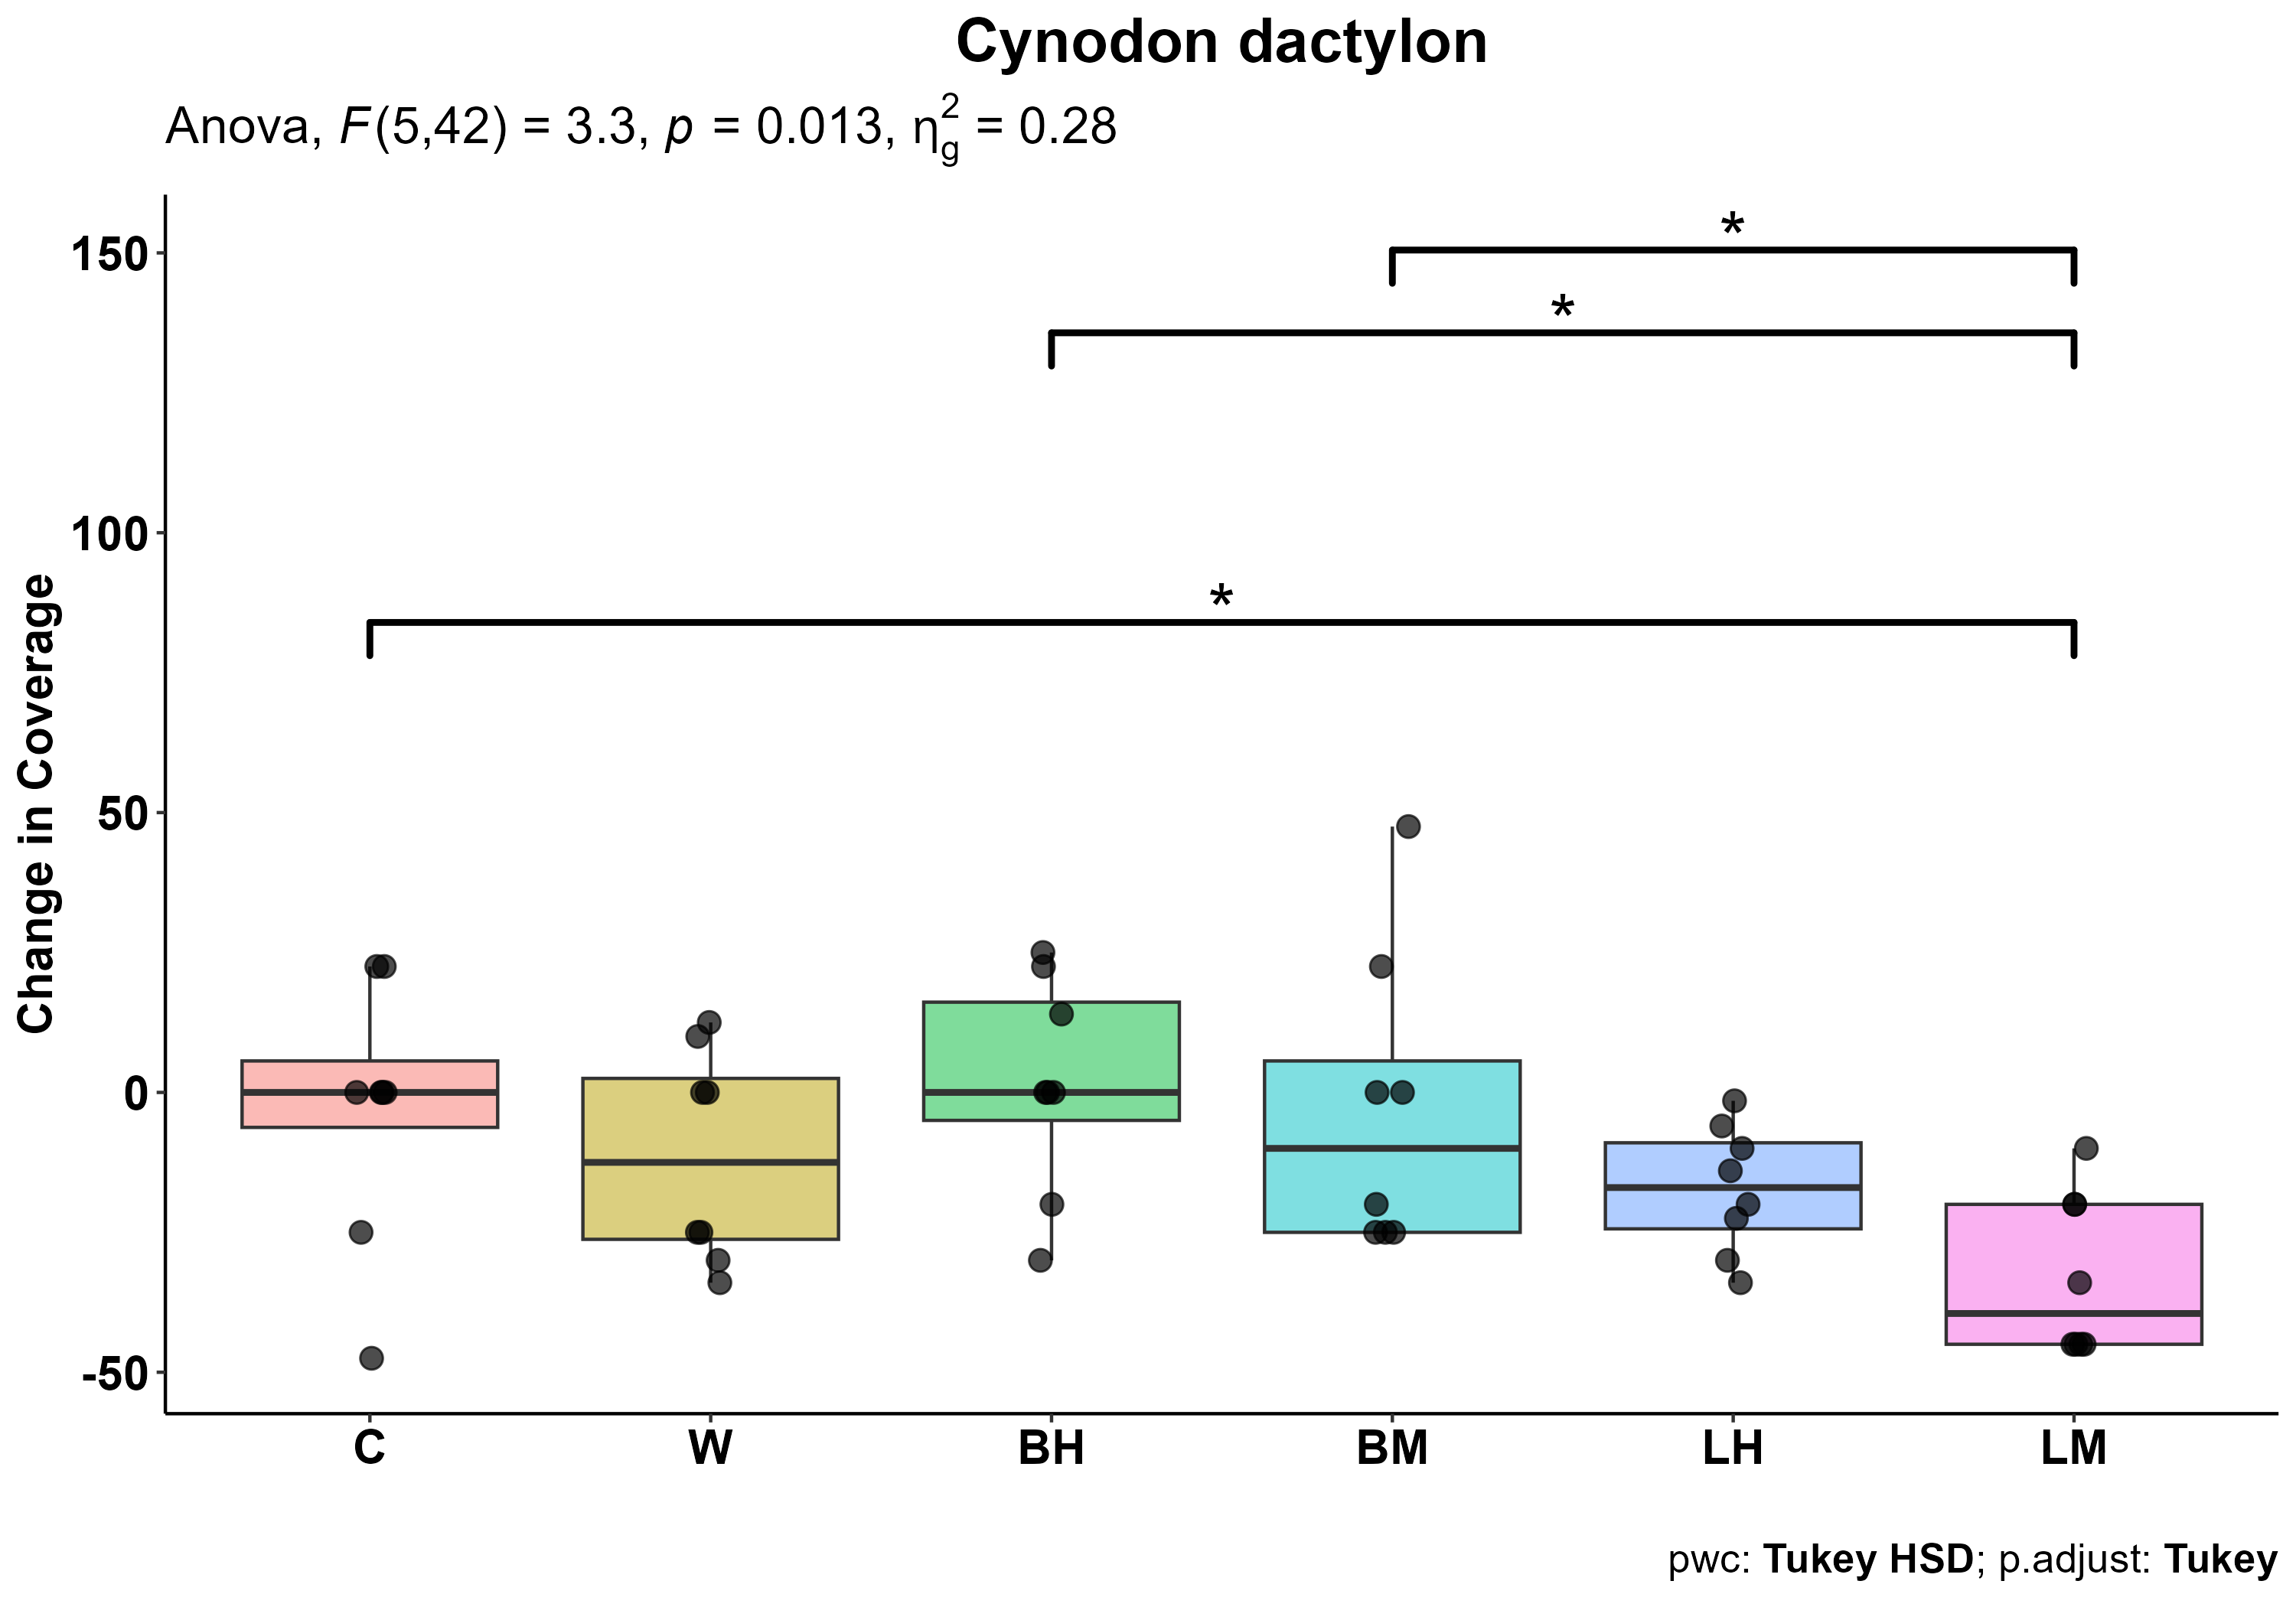 Cynodon dactylon
Anova, F(5,42) = 3.3, p = 0.013, η²g = 0.28
Change in Coverage
150
100
50
0
-50
*
*
*
C W BH BM LH LM
pwc: Tukey HSD; p.adjust: Tukey